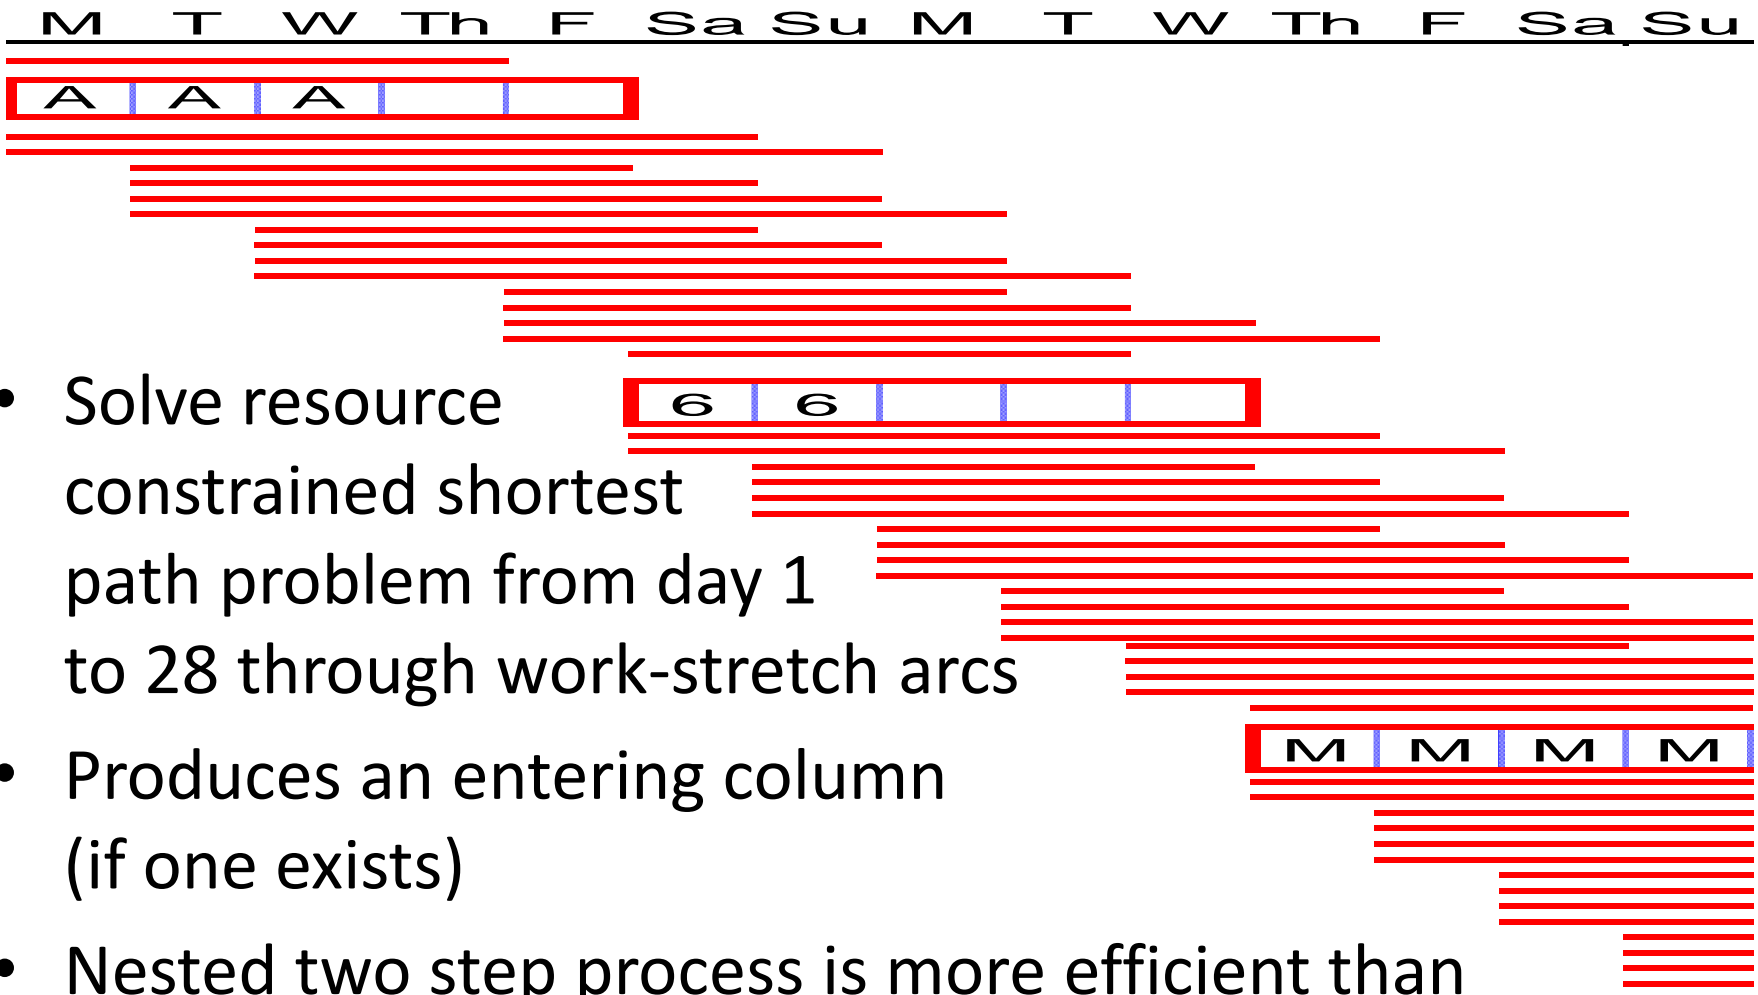 M T W Th F Sa Su M T W Th F Sa Su
A A A
• Solve resource
6 6
constrained shortest
path problem from day 1
to 28 through work-stretch arcs
M M M M
• Produces an entering column
(if one exists)
• Nested two step process is more efficient than